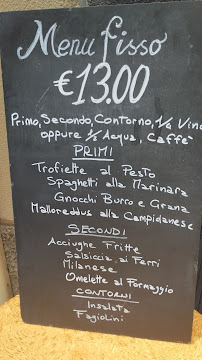 Menu fisso
€13.00
Primo, Secondo, Contorno, 1/4 Vino
oppure 1/2 Acqua, Caffè
PRIMI
Trofiette al Pesto
Spaghetti alla Marinara
Gnocchi Burro e Grana
Malloreddus alla Campidanese
SECONDI
Acciughe Fritte
Salsiccia ai Ferri
Milanese
Omelette al Formaggio
CONTORNI
Insalata
Fagiolini